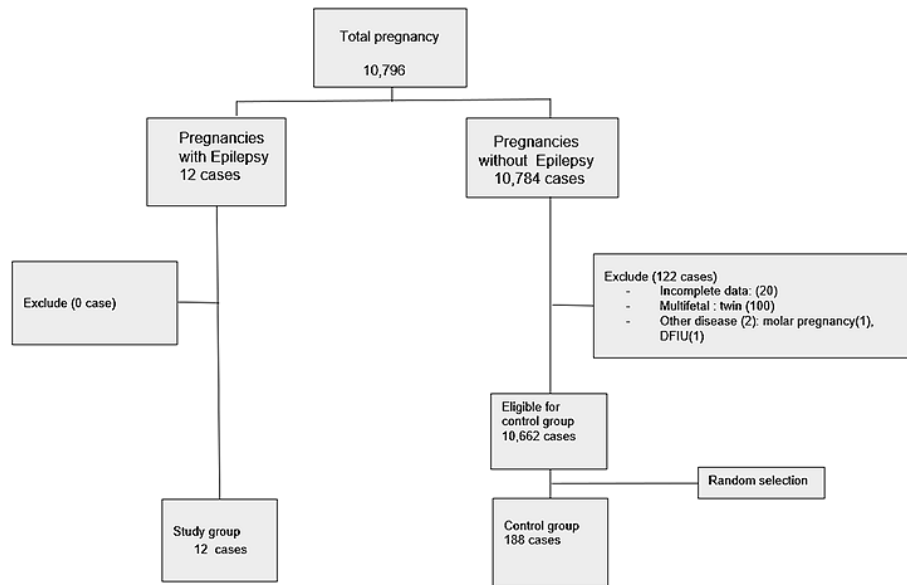 Total pregnancy
10,796
Pregnancies
with Epilepsy
12 cases
Pregnancies
without Epilepsy
10,784 cases
Exclude (0 case)
Exclude (122 cases)
- Incomplete data: (20)
- Multifetal : twin (100)
- Other disease (2): molar pregnancy(1),
DFIU(1)
Eligible for
control group
10,662 cases
Random selection
Study group
12 cases
Control group
188 cases